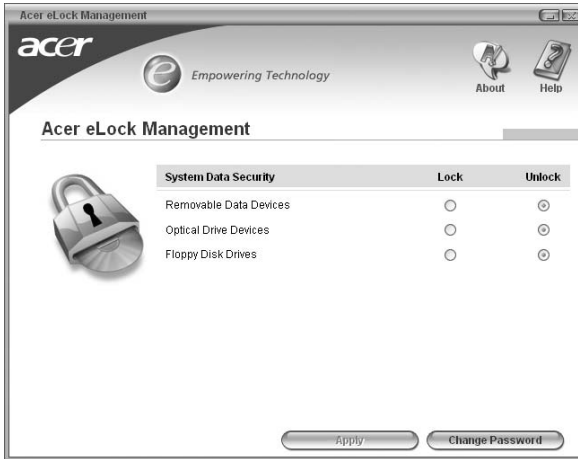 Acer eLock Management
acer
e Empowering Technology
About Help
Acer eLock Management
System Data Security Lock Unlock
Removable Data Devices
Optical Drive Devices
Floppy Disk Drives
Apply Change Password